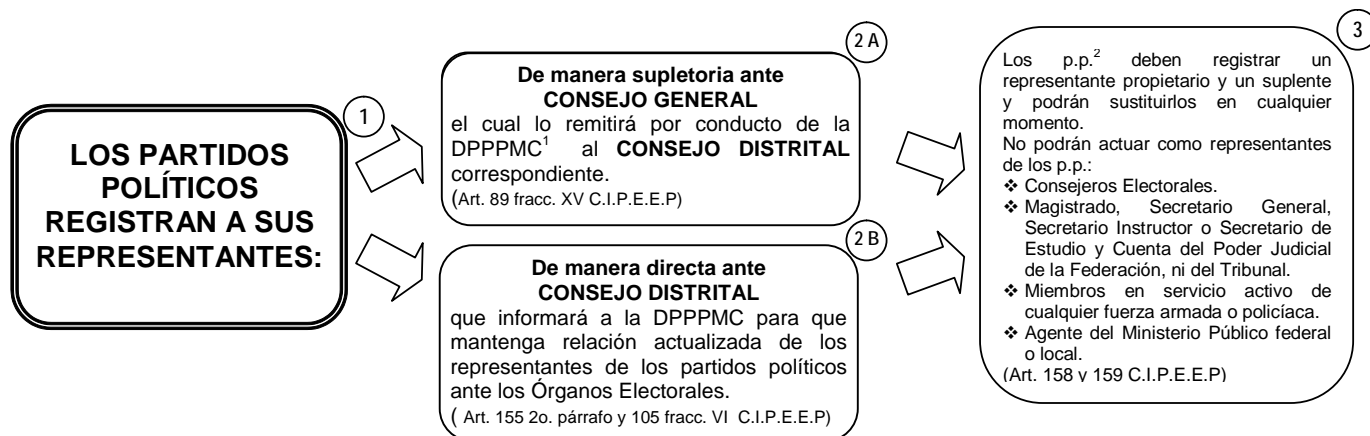 1
LOS PARTIDOS
POLÍTICOS
REGISTRAN A SUS
REPRESENTANTES:
2 A
De manera supletoria ante
CONSEJO GENERAL
el cual lo remitirá por conducto de la
DPPPMC¹ al CONSEJO DISTRITAL
correspondiente.
(Art. 89 fracc. XV C.I.P.E.E.P)
2 B
De manera directa ante
CONSEJO DISTRITAL
que informará a la DPPPMC para que
mantenga relación actualizada de los
representantes de los partidos políticos
ante los Órganos Electorales.
( Art. 155 2o. párrafo y 105 fracc. VI C.I.P.E.E.P)
3
Los p.p.² deben registrar un
representante propietario y un suplente
y podrán sustituirlos en cualquier
momento.
No podrán actuar como representantes
de los p.p.:
❖ Consejeros Electorales.
❖ Magistrado, Secretario General,
Secretario Instructor o Secretario de
Estudio y Cuenta del Poder Judicial
de la Federación, ni del Tribunal.
❖ Miembros en servicio activo de
cualquier fuerza armada o policíaca.
❖ Agente del Ministerio Público federal
o local.
(Art. 158 y 159 C.I.P.E.E.P)